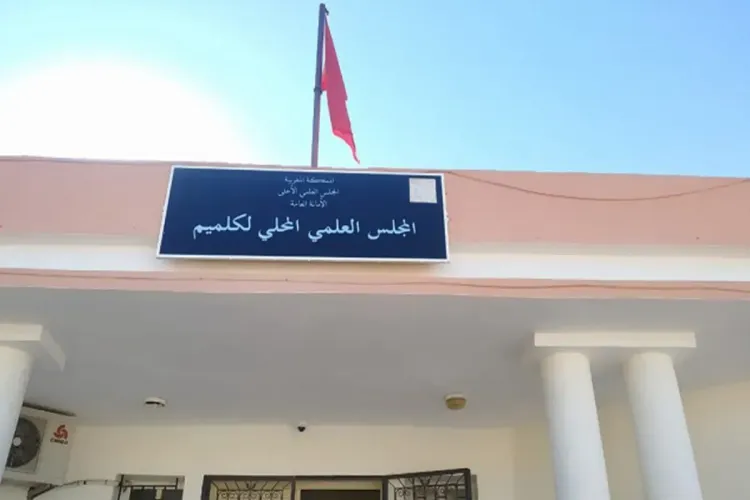 المملكة المغربية
المجلس العلمي الأعلى
الأمانة العامة
المجلس العلمي المحلي لكلميم